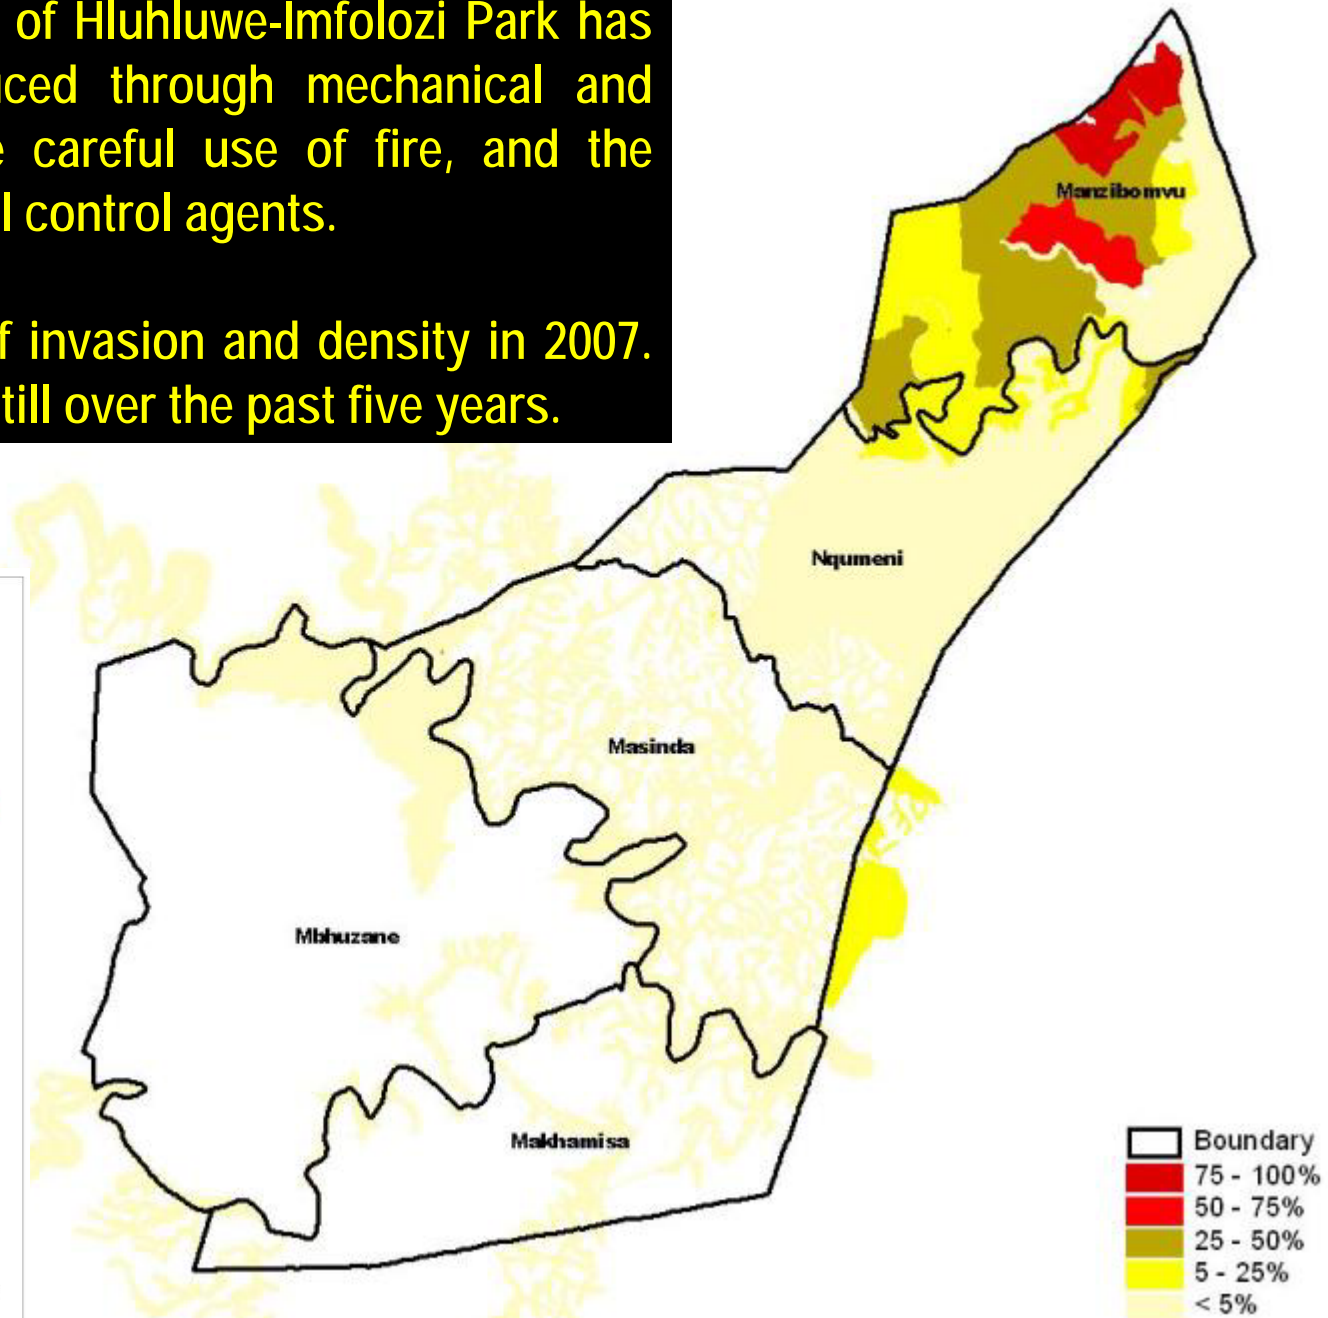 of Hluhluwe-Imfolozi Park has
through mechanical and
careful use of fire, and the
control agents.
invasion and density in 2007.
over the past five years.
Manzibomvu
Nqumeni
Masinda
Mbhuzane
Makhamisa
Boundary
75 - 100%
50 - 75%
25 - 50%
5 - 25%
< 5%